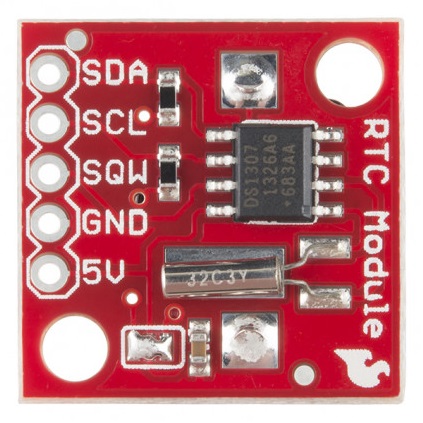 SDA
SCL
SQW
GND
5V
DS1307
1326A6
+683AA
32C3Y
RTC Module